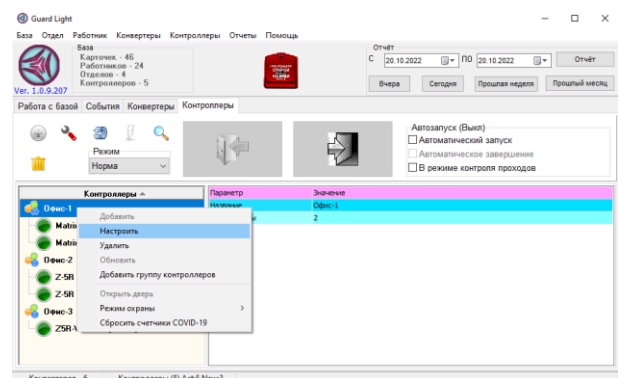 Guard Light
База Отдел Работник Конвертеры Контроллеры Отчеты Помощь
База
Карточек - 46
Работников - 24
Отделов - 4
Контроллеров - 5
Ver. 1.0.9.207
Отчёт
С 20.10.2022 ПО 20.10.2022 Отчёт
Вчера Сегодня Прошлая неделя Прошлый месяц
Работа с базой События Конвертеры Контроллеры
Режим
Норма
Автозапуск (Выкл)
Автоматический запуск
Автоматическое завершение
В режиме контроля проходов
Контроллеры Параметр Значение
Офис-1 Название Офис-1
2
Добавить
Настроить
Удалить
Обновить
Добавить группу контроллеров
Открыть дверь
Режим охраны
Сбросить счетчики COVID-19
Matrix
Офис-2
Z-5R
Z-5R
Офис-3
Z5R-